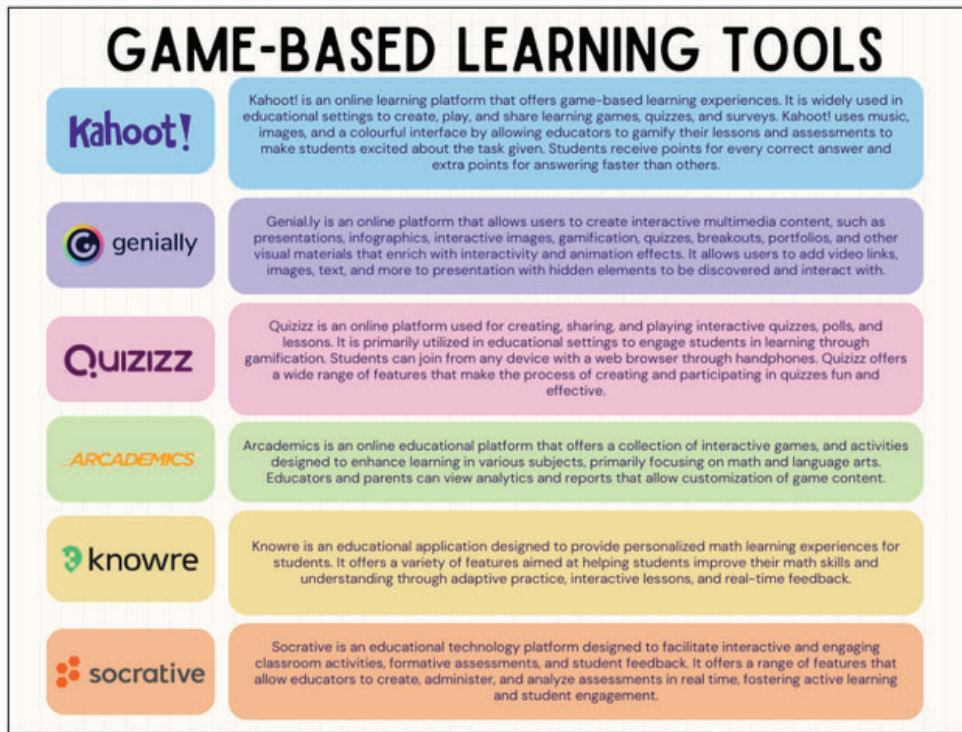 GAME-BASED LEARNING TOOLS
Kahoot!
Kahoot! is an online learning platform that offers game-based learning experiences. It is widely used in
educational settings to create, play, and share learning games, quizzes, and surveys. Kahoot! uses music,
images, and a colourful interface by allowing educators to gamify their lessons and assessments to
make students excited about the task given. Students receive points for every correct answer and
extra points for answering faster than others.
genially
Genial.ly is an online platform that allows users to create interactive multimedia content, such as
presentations, infographics, interactive images, gamification, quizzes, breakouts, portfolios, and other
visual materials that enrich with interactivity and animation effects. It allows users to add video links,
images, text, and more to presentation with hidden elements to be discovered and interact with.
Quizizz
Quizizz is an online platform used for creating, sharing, and playing interactive quizzes, polls, and
lessons. It is primarily utilized in educational settings to engage students in learning through
gamification. Students can join from any device with a web browser through handphones. Quizizz offers
a wide range of features that make the process of creating and participating in quizzes fun and
effective.
ARCADEMICS
Arcademics is an online educational platform that offers a collection of interactive games, and activities
designed to enhance learning in various subjects, primarily focusing on math and language arts.
Educators and parents can view analytics and reports that allow customization of game content.
knowre
Knowre is an educational application designed to provide personalized math learning experiences for
students. It offers a variety of features aimed at helping students improve their math skills and
understanding through adaptive practice, interactive lessons, and real-time feedback.
socrative
Socrative is an educational technology platform designed to facilitate interactive and engaging
classroom activities, formative assessments, and student feedback. It offers a range of features that
allow educators to create, administer, and analyze assessments in real time, fostering active learning
and student engagement.